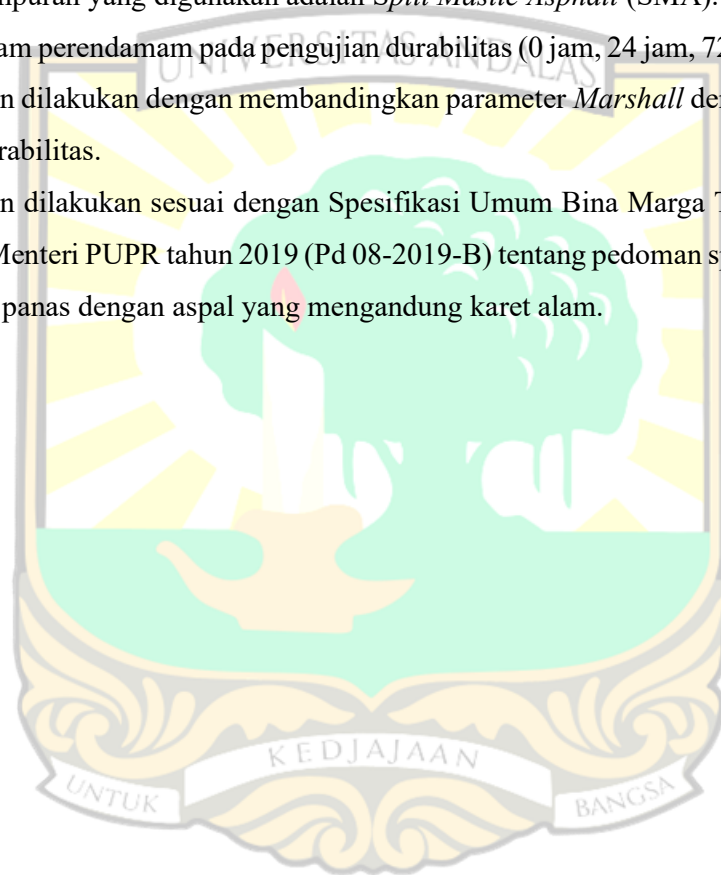 mpuran yang digunakan adalah Split Mastic Asphalt (SMA).
am perendamam pada pengujian durabilitas (0 jam, 24 jam, 72
n dilakukan dengan membandingkan parameter Marshall de
rabilitas.
n dilakukan sesuai dengan Spesifikasi Umum Bina Marga T
Menteri PUPR tahun 2019 (Pd 08-2019-B) tentang pedoman sp
panas dengan aspal yang mengandung karet alam.
UNIVERSITAS ANDALAS
KEDJAJAAN
UNTUK
BANGSA